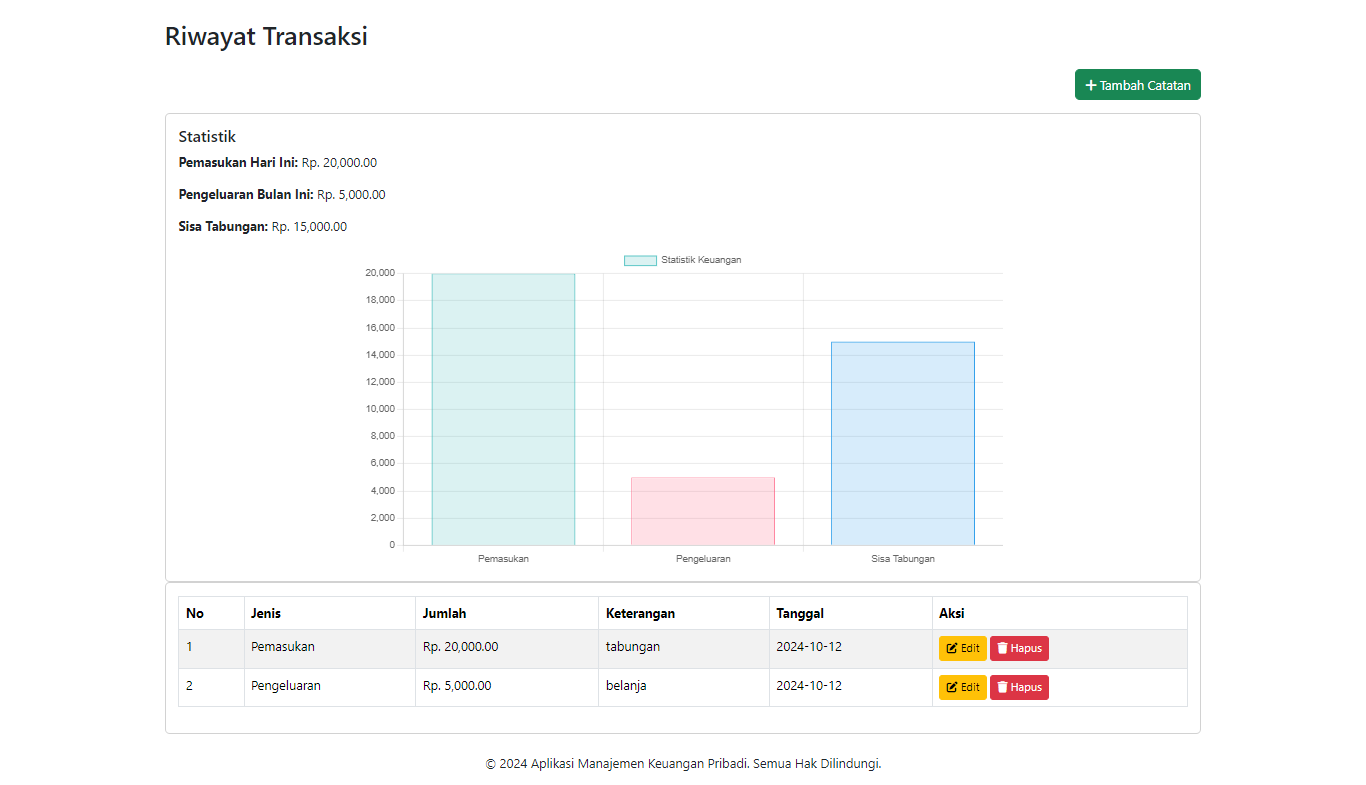 Riwayat Transaksi
Tambah Catatan
Statistik
Pemasukan Hari Ini: Rp. 20,000.00
Pengeluaran Bulan Ini: Rp. 5,000.00
Sisa Tabungan: Rp. 15,000.00
Statistik Keuangan
20,000
18,000
16,000
14,000
12,000
10,000
8,000
6,000
4,000
2,000
0
Pemasukan Pengeluaran Sisa Tabungan
No Jenis Jumlah Keterangan Tanggal Aksi
1 Pemasukan Rp. 20,000.00 tabungan 2024-10-12 Edit Hapus
2 Pengeluaran Rp. 5,000.00 belanja 2024-10-12 Edit Hapus
© 2024 Aplikasi Manajemen Keuangan Pribadi. Semua Hak Dilindungi.